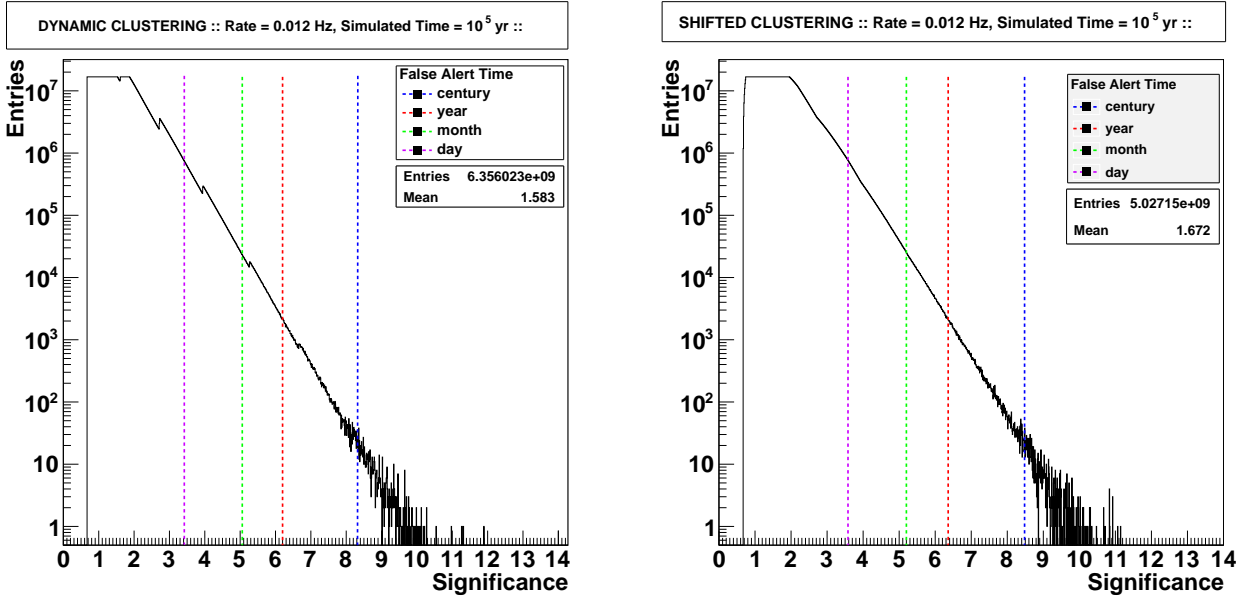 DYNAMIC CLUSTERING :: Rate = 0.012 Hz, Simulated Time = 10^5 yr ::
Entries
10^7
10^6
10^5
10^4
10^3
10^2
10
1
False Alert Time
century
year
month
day
Entries 6.356023e+09
Mean 1.583
0 1 2 3 4 5 6 7 8 9 10 11 12 13 14
Significance
SHIFTED CLUSTERING :: Rate = 0.012 Hz, Simulated Time = 10^5 yr ::
Entries
10^7
10^6
10^5
10^4
10^3
10^2
10
1
False Alert Time
century
year
month
day
Entries 5.02715e+09
Mean 1.672
0 1 2 3 4 5 6 7 8 9 10 11 12 13 14
Significance